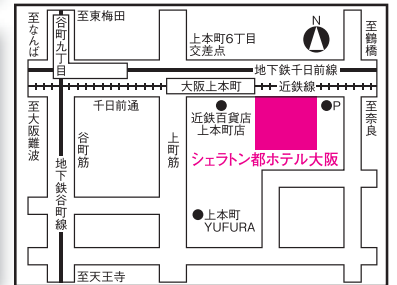 至なんば
谷町九丁目
至東梅田
上本町6丁目
交差点
N
至鶴橋
地下鉄千日前線
大阪上本町
近鉄線
至大阪難波
千日前通
近鉄百貨店
上本町店
P
至奈良
谷町筋
上町筋
シェラトン都ホテル大阪
地下鉄谷町線
上本町
YUFURA
至天王寺